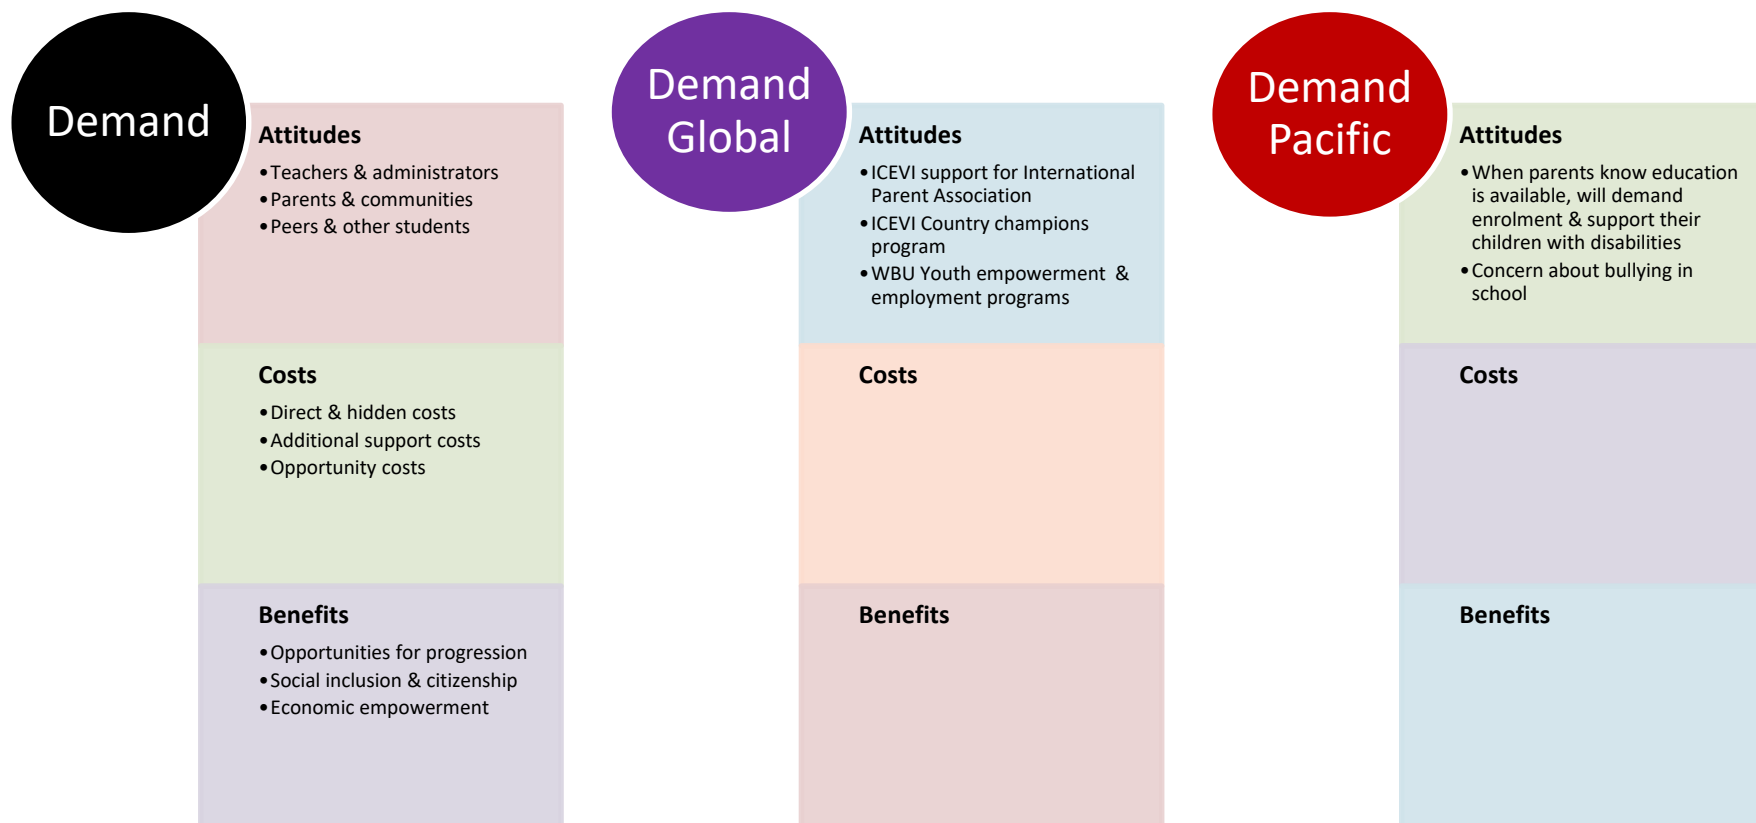 Demand
Attitudes
•Teachers & administrators
•Parents & communities
•Peers & other students
Costs
•Direct & hidden costs
•Additional support costs
•Opportunity costs
Benefits
•Opportunities for progression
•Social inclusion & citizenship
•Economic empowerment
Demand
Global
Attitudes
•ICEVI support for International
Parent Association
•ICEVI Country champions
program
•WBU Youth empowerment &
employment programs
Costs
Benefits
Demand
Pacific
Attitudes
•When parents know education
is available, will demand
enrolment & support their
children with disabilities
•Concern about bullying in
school
Costs
Benefits